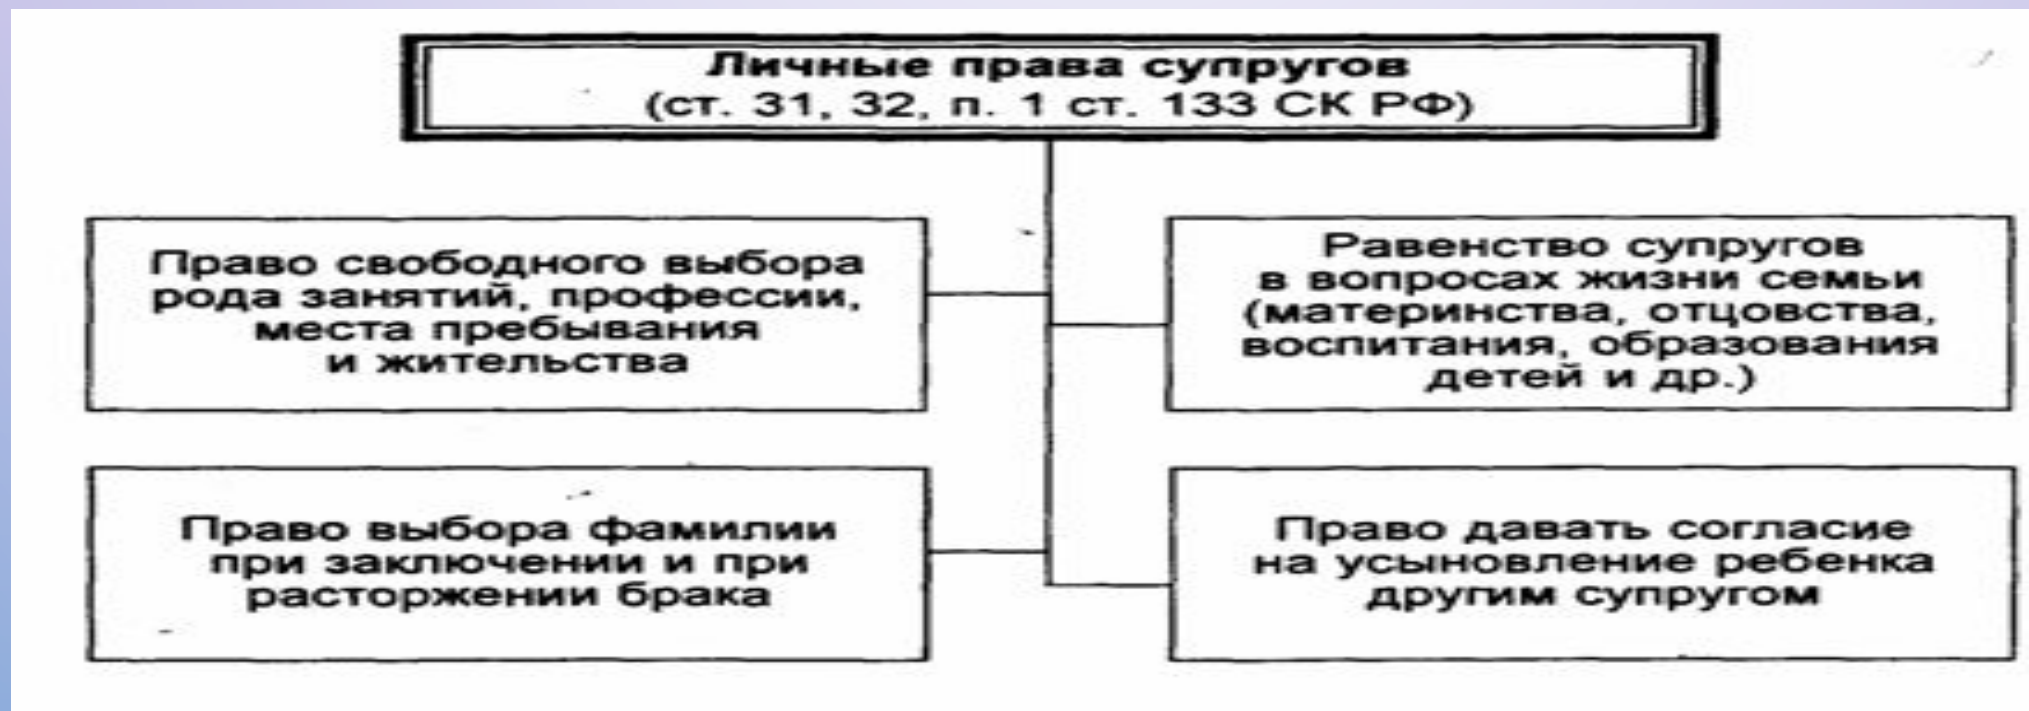 Личные права супругов
(ст. 31, 32, п. 1 ст. 133 СК РФ)
Право свободного выбора
рода занятий, профессии,
места пребывания
и жительства
Равенство супругов
в вопросах жизни семьи
(материнства, отцовства,
воспитания, образования
детей и др.)
Право выбора фамилии
при заключении и при
расторжении брака
Право давать согласие
на усыновление ребенка
другим супругом